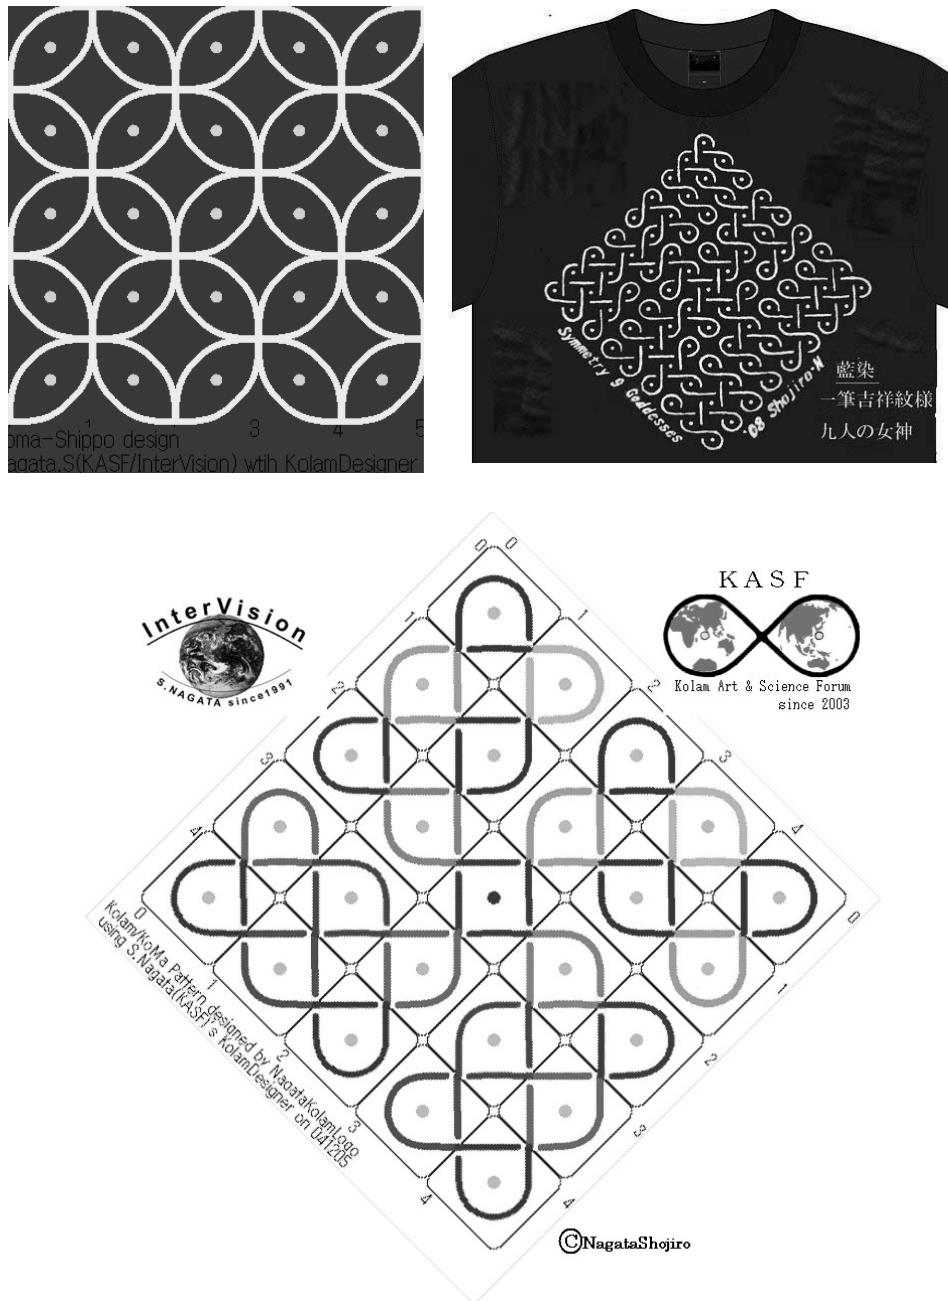 1 3 4 5
oma-Shippo design
agata.S(KASF/InterVision) wtih KolamDesigner
Symmetry 9 Goddesses
'08 Shojiro-N
藍染
一筆吉祥紋様
九人の女神
InterVision
S.NAGATA since1991
KASF
Kolam Art & Science Forum
since 2003
0 0
1 1
2 2
3 3
4 4
0 0
1 1
2 2
3 3
4 4
Kolam/KoMa Pattern designed by NagataKolamLogo
using S.Nagata(KASF)'s KolamDesigner on 041205
©NagataShojiro